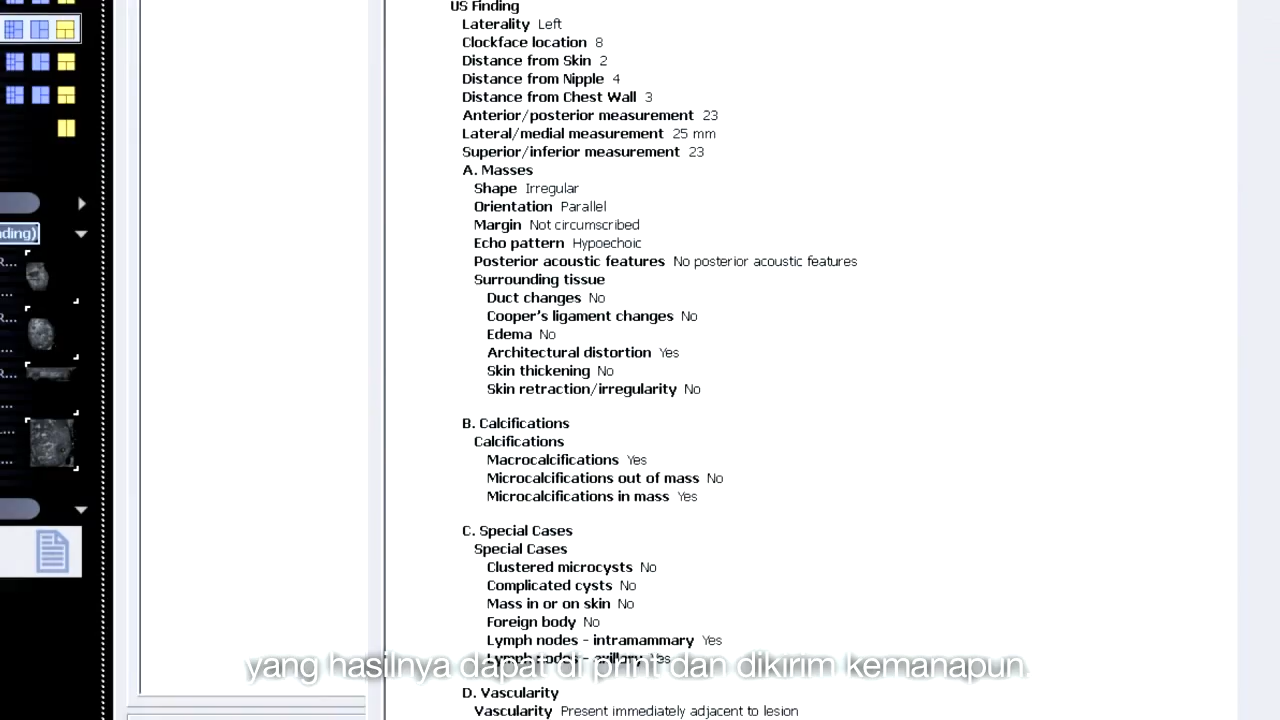 US Finding
Laterality Left
Clockface location 8
Distance from Skin 2
Distance from Nipple 4
Distance from Chest Wall 3
Anterior/posterior measurement 23
Lateral/medial measurement 25 mm
Superior/inferior measurement 23
A. Masses
Shape Irregular
Orientation Parallel
Margin Not circumscribed
Echo pattern Hypoechoic
Posterior acoustic features No posterior acoustic features
Surrounding tissue
Duct changes No
Cooper's ligament changes No
Edema No
Architectural distortion Yes
Skin thickening No
Skin retraction/irregularity No
B. Calcifications
Calcifications
Macrocalcifications Yes
Microcalcifications out of mass No
Microcalcifications in mass Yes
C. Special Cases
Special Cases
Clustered microcysts No
Complicated cysts No
Mass in or on skin No
Foreign body No
Lymph nodes - intramammary Yes
Lymph nodes - axillary Yes
yang hasilnya dapat di print dan dikirim kemanapun.
D. Vascularity
Vascularity Present immediately adjacent to lesion
nding)
R...
...
R...
...
R...
...
...
...